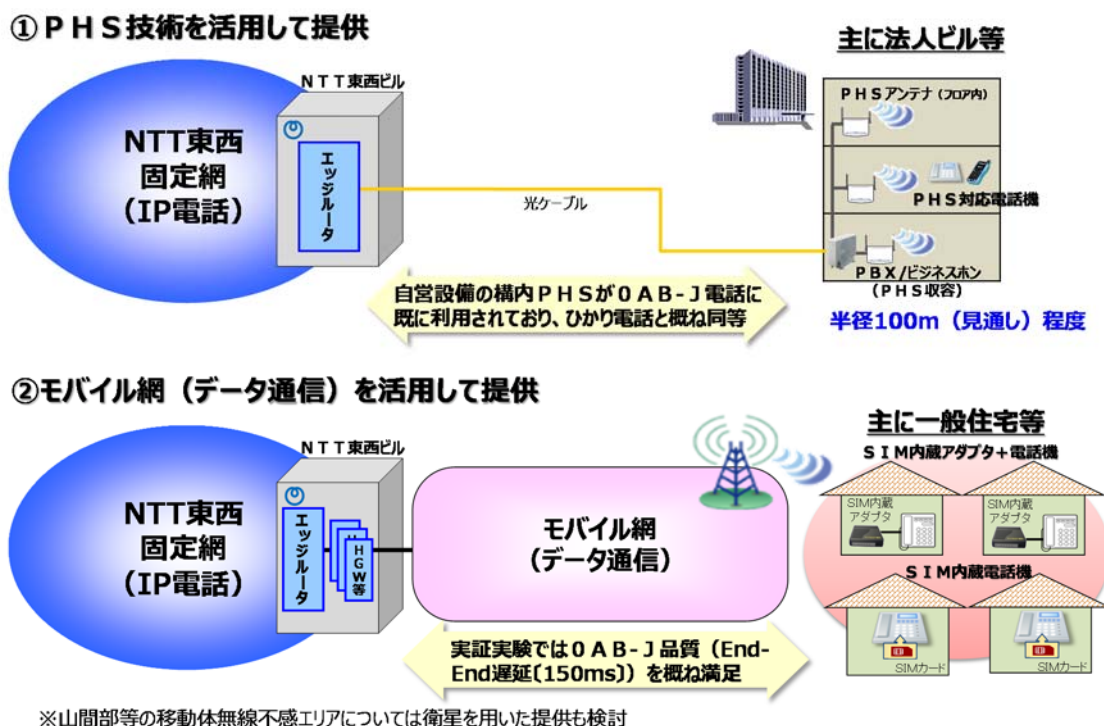 ①ＰＨＳ技術を活用して提供
主に法人ビル等
ＮＴＴ東西ビル
NTT東西
固定網
（IP電話）
エッジルータ
光ケーブル
ＰＨＳアンテナ（フロア内）
ＰＨＳ対応電話機
ＰＢＸ/ビジネスホン
（ＰＨＳ収容）
自営設備の構内ＰＨＳが０ＡＢ-Ｊ電話に
既に利用されており、ひかり電話と概ね同等
半径100m（見通し）程度
②モバイル網（データ通信）を活用して提供
主に一般住宅等
ＮＴＴ東西ビル
ＳＩＭ内蔵アダプタ＋電話機
NTT東西
固定網
（IP電話）
エッジルータ
HGW等
モバイル網
（データ通信）
SIM内蔵
アダプタ
SIM内蔵
アダプタ
ＳＩＭ内蔵電話機
SIMカード
SIMカード
実証実験では０ＡＢ-Ｊ品質（End-
End遅延〔150ms〕）を概ね満足
※山間部等の移動体無線不感エリアについては衛星を用いた提供も検討